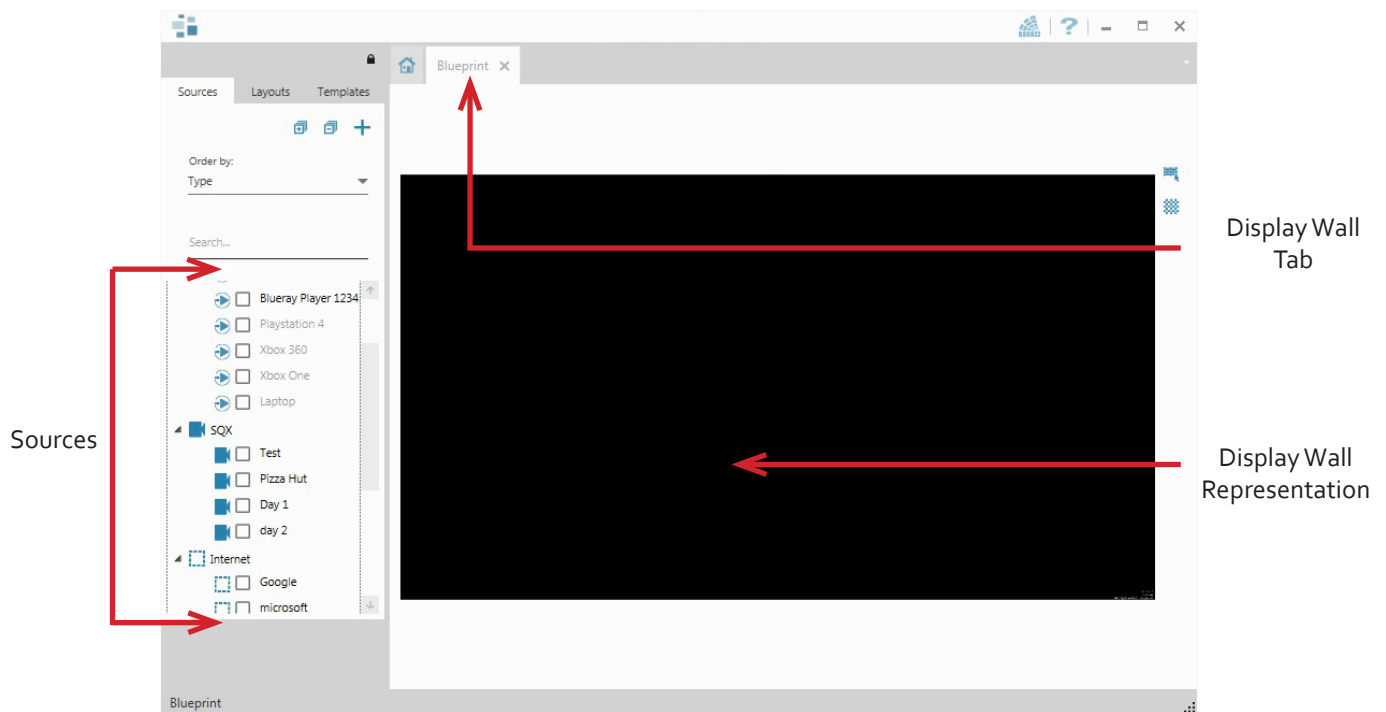 ?
Blueprint
Sources Layouts Templates
Order by:
Type
Search...
Blueray Player 1234
Playstation 4
Xbox 360
Xbox One
Laptop
SQX
Test
Pizza Hut
Day 1
day 2
Internet
Google
microsoft
Blueprint
Sources
Display Wall
Tab
Display Wall
Representation